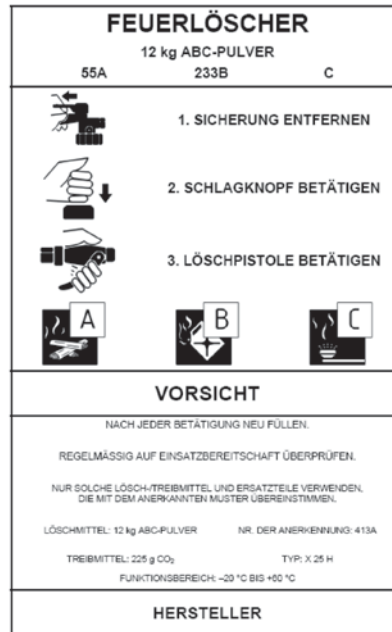 FEUERLÖSCHER
12 kg ABC-PULVER
55A 233B C
1. SICHERUNG ENTFERNEN
2. SCHLAGKNOPF BETÄTIGEN
3. LÖSCHPISTOLE BETÄTIGEN
A B C
VORSICHT
NACH JEDER BETÄTIGUNG NEU FÜLLEN.
REGELMÄSSIG AUF EINSATZBEREITSCHAFT ÜBERPRÜFEN.
NUR SOLCHE LÖSCH-/TREIBMITTEL UND ERSATZTEILE VERWENDEN,
DIE MIT DEM ANERKANNTEN MUSTER ÜBEREINSTIMMEN.
LÖSCHMITTEL: 12 kg ABC-PULVER NR. DER ANERKENNUNG: 413A
TREIBMITTEL: 225 g CO₂ TYP: X 25 H
FUNKTIONSBEREICH: –20 °C BIS +60 °C
HERSTELLER